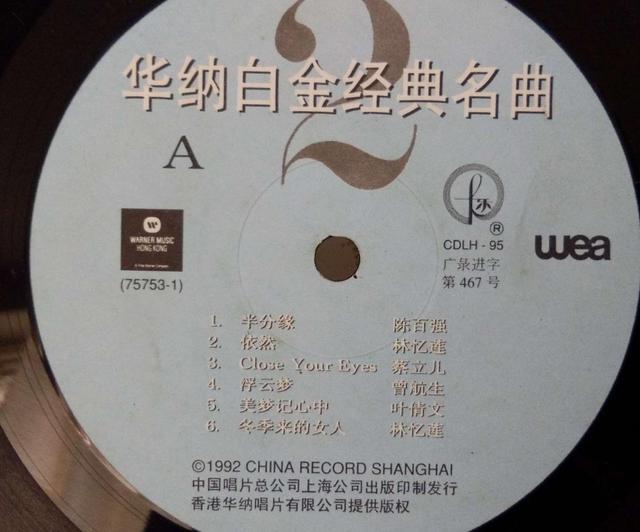 2
华纳白金经典名曲
A
WARNER MUSIC
HONG KONG
(75753-1)
®
CDLH - 95
广录进字
第 467 号
wea
1. 半分缘 陈百强
2. 依然 林忆莲
3. Close Your Eyes 蔡立儿
4. 浮云梦 曾航生
5. 美梦记心中 叶倩文
6. 冬季来的女人 林忆莲
©1992 CHINA RECORD SHANGHAI
中国唱片总公司上海公司出版印制发行
香港华纳唱片有限公司提供版权